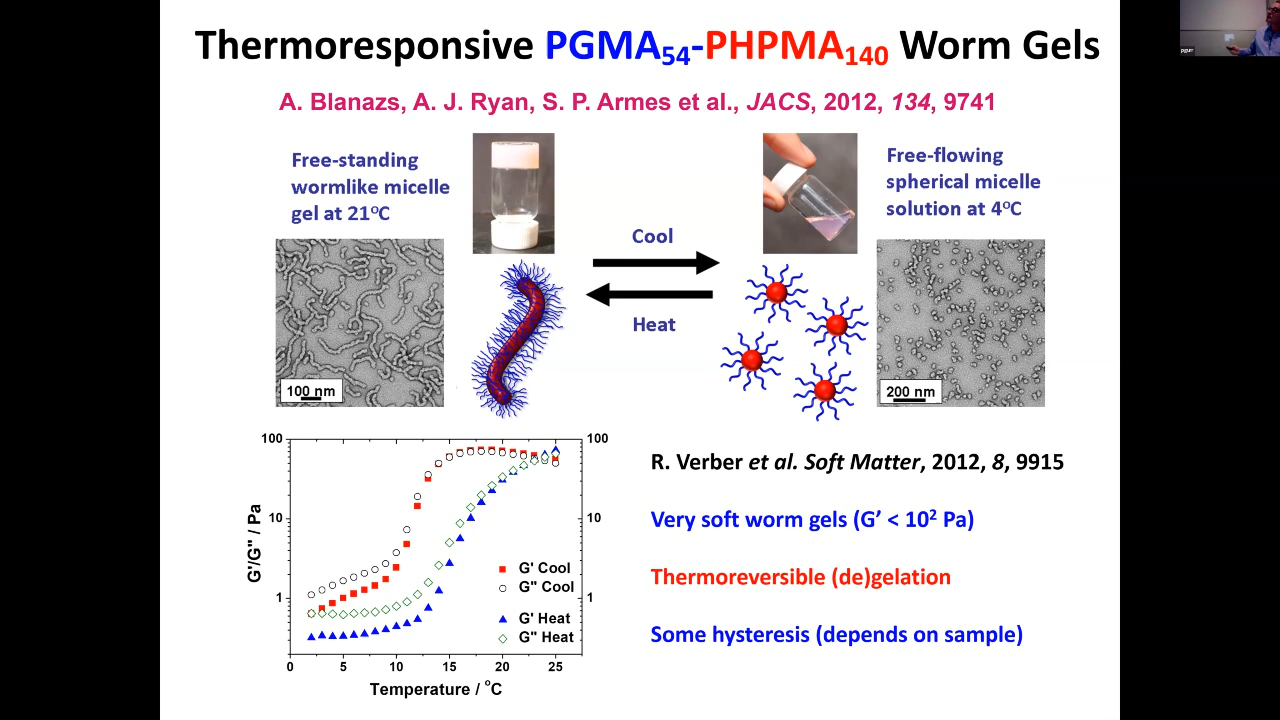 Thermoresponsive PGMA54-PHPMA140 Worm Gels
A. Blanazs, A. J. Ryan, S. P. Armes et al., JACS, 2012, 134, 9741
Free-standing
wormlike micelle
gel at 21°C
Free-flowing
spherical micelle
solution at 4°C
Cool
Heat
100 nm
200 nm
100
10
1
G'/G'' / Pa
100
10
1
G' Cool
G'' Cool
G' Heat
G'' Heat
0 5 10 15 20 25
Temperature / °C
R. Verber et al. Soft Matter, 2012, 8, 9915
Very soft worm gels (G' < 10² Pa)
Thermoreversible (de)gelation
Some hysteresis (depends on sample)